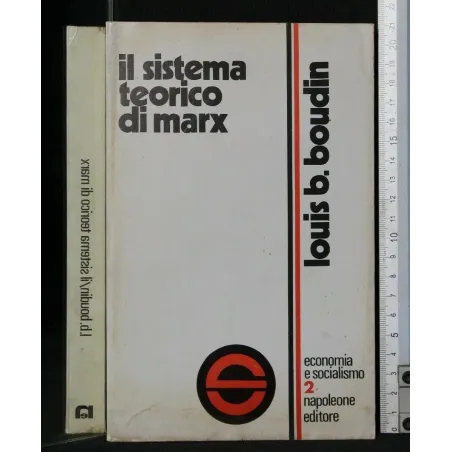 il sistema
teorico
di marx
louis b. boudin
economia
e socialismo
2
napoleone
editore
l.b. boudin/il sistema teorico di marx